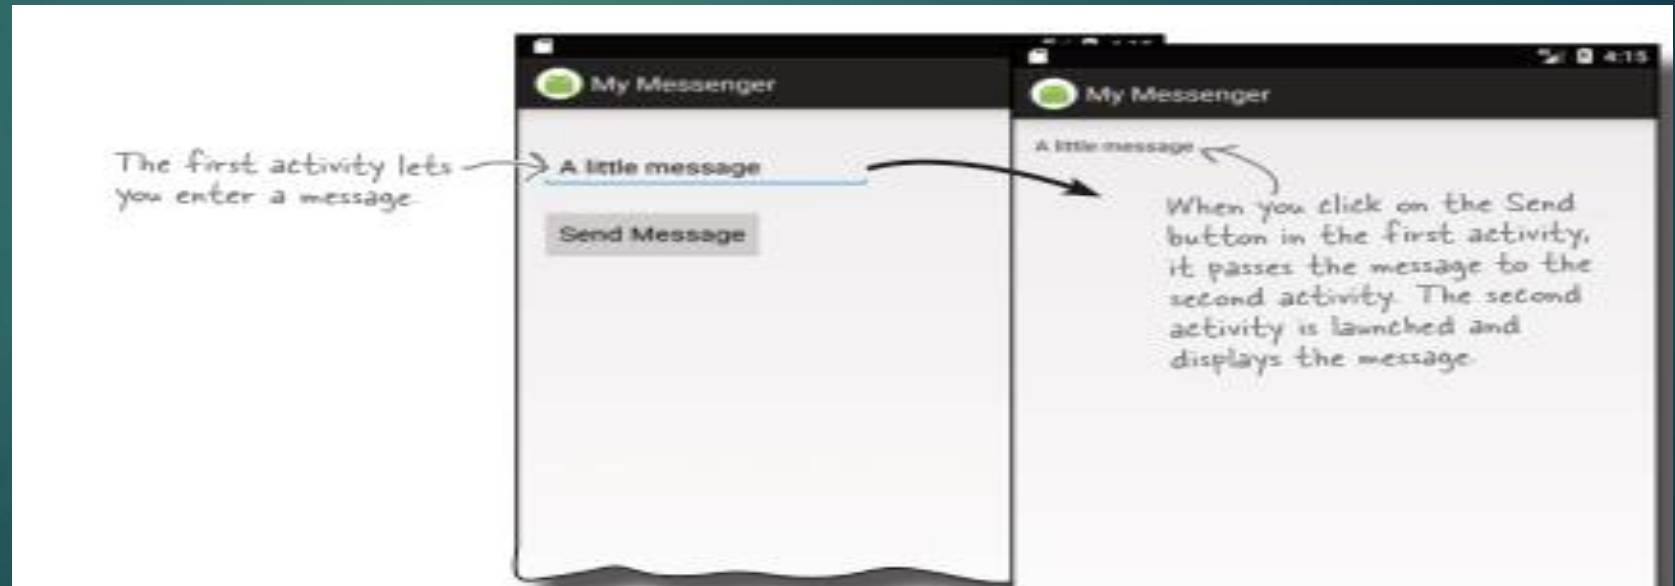 My Messenger
The first activity lets
you enter a message
A little message
Send Message
4:15
My Messenger
A little message
When you click on the Send
button in the first activity,
it passes the message to the
second activity. The second
activity is launched and
displays the message.